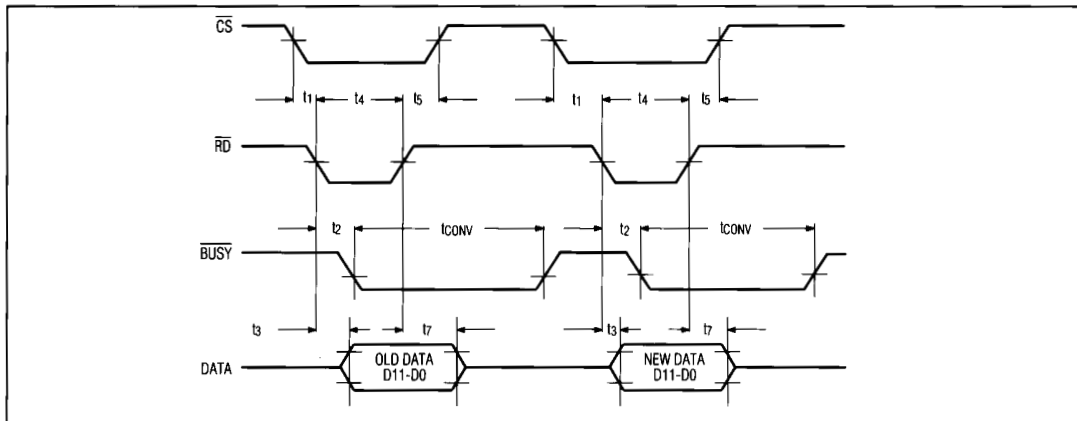 CS
t1 t4 t5 t1 t4 t5
RD
t2 tCONV t2 tCONV
BUSY
t3 t7 t3 t7
DATA
OLD DATA
D11-D0
NEW DATA
D11-D0